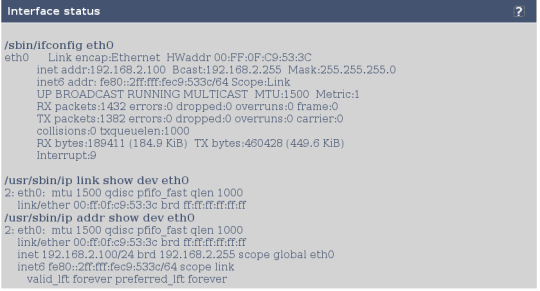 Interface status ?
/sbin/ifconfig eth0
eth0 Link encap:Ethernet HWaddr 00:FF:0F:C9:53:3C
inet addr:192.168.2.100 Bcast:192.168.2.255 Mask:255.255.255.0
inet6 addr: fe80::2ff:fff:fec9:533c/64 Scope:Link
UP BROADCAST RUNNING MULTICAST MTU:1500 Metric:1
RX packets:1432 errors:0 dropped:0 overruns:0 frame:0
TX packets:1382 errors:0 dropped:0 overruns:0 carrier:0
collisions:0 txqueuelen:1000
RX bytes:189411 (184.9 KiB) TX bytes:460428 (449.6 KiB)
Interrupt:9
/usr/sbin/ip link show dev eth0
2: eth0: mtu 1500 qdisc pfifo_fast qlen 1000
link/ether 00:ff:0f:c9:53:3c brd ff:ff:ff:ff:ff:ff
/usr/sbin/ip addr show dev eth0
2: eth0: mtu 1500 qdisc pfifo_fast qlen 1000
link/ether 00:ff:0f:c9:53:3c brd ff:ff:ff:ff:ff:ff
inet 192.168.2.100/24 brd 192.168.2.255 scope global eth0
inet6 fe80::2ff:fff:fec9:533c/64 scope link
valid_lft forever preferred_lft forever